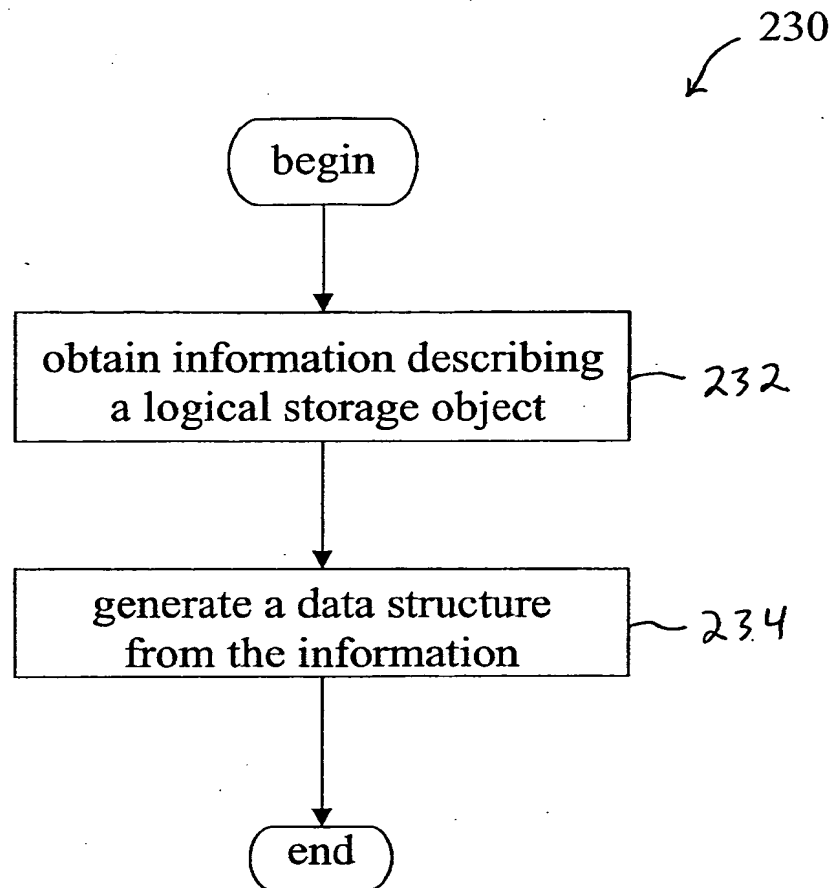 230
begin
obtain information describing
a logical storage object
232
generate a data structure
from the information
234
end